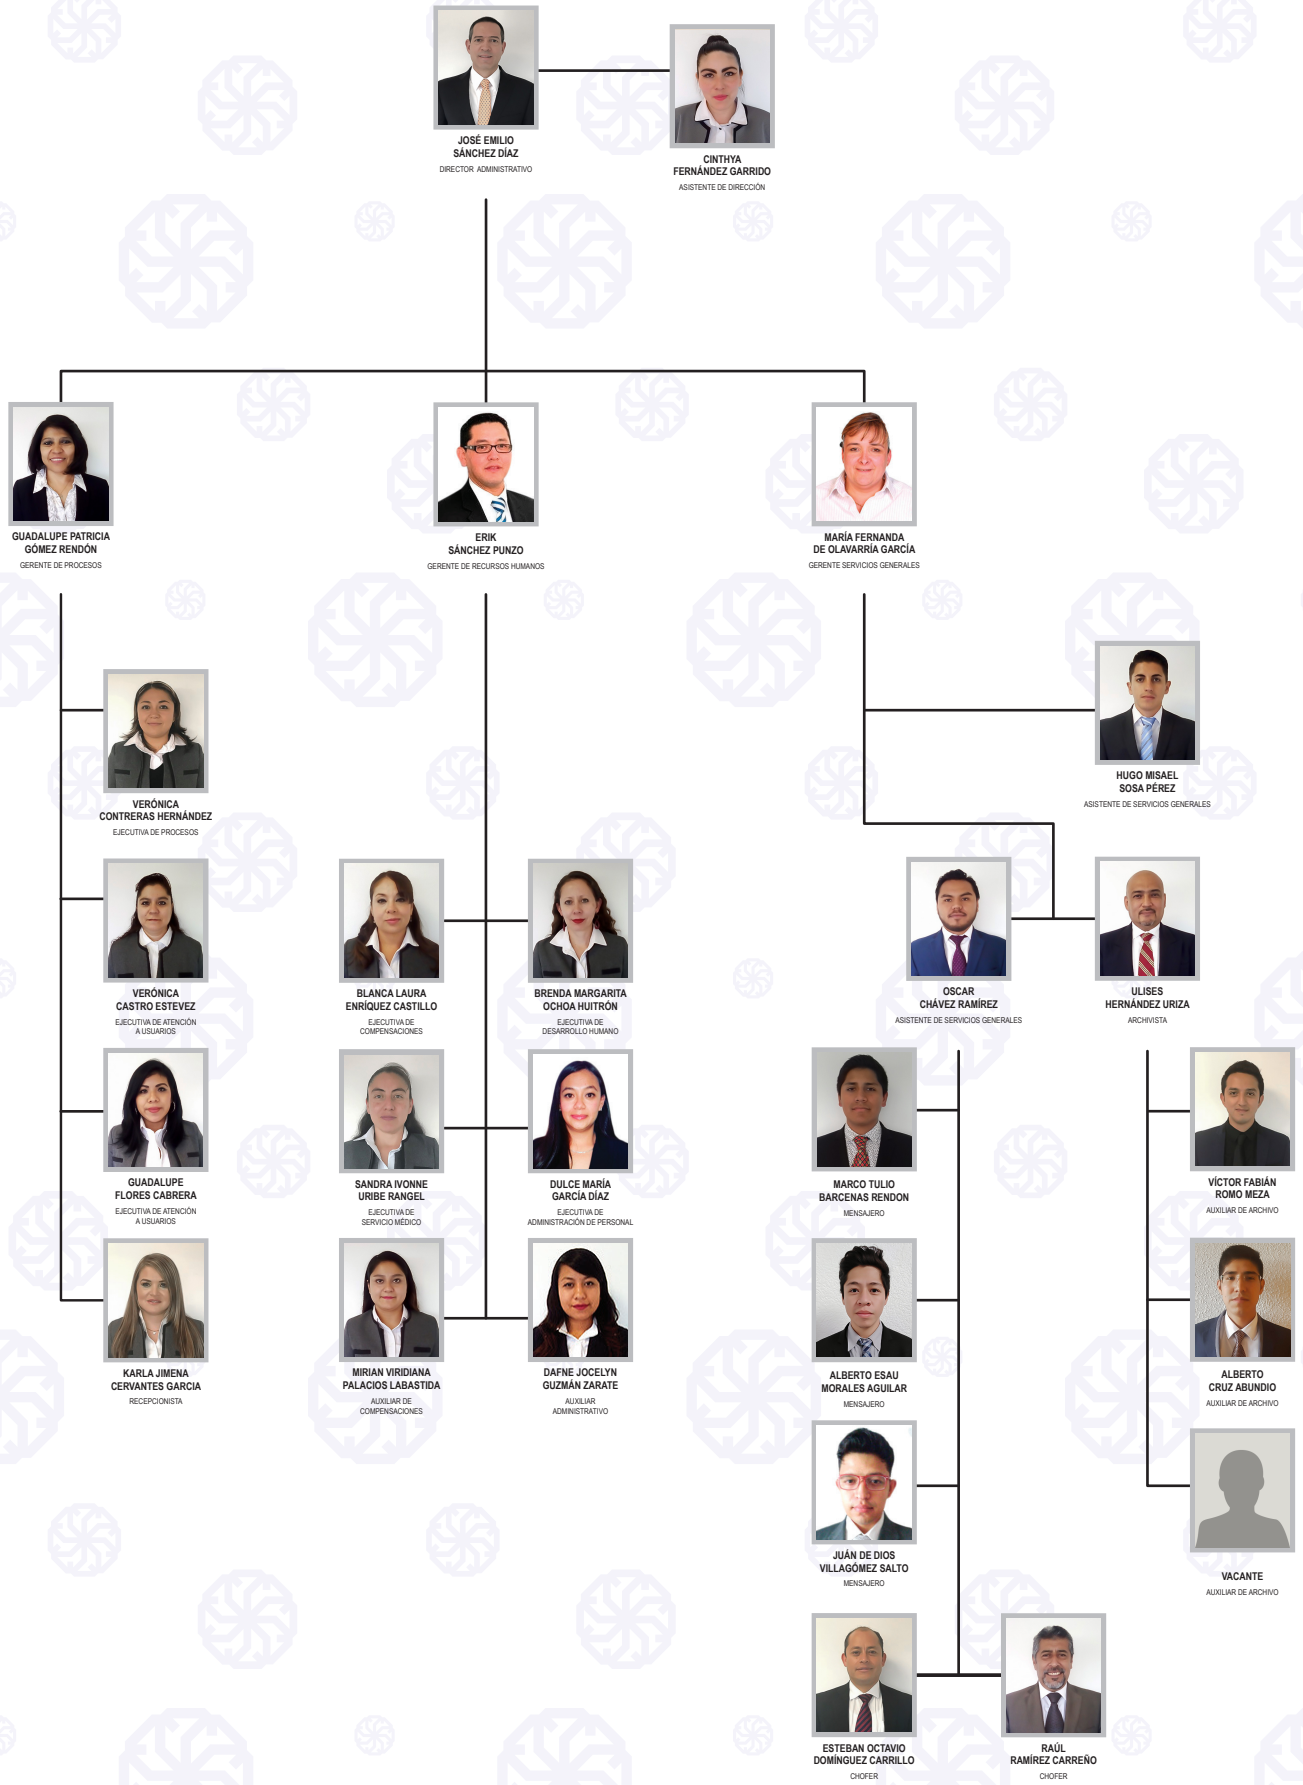 JOSÉ EMILIO
SÁNCHEZ DÍAZ
DIRECTOR ADMINISTRATIVO
CINTHYA
FERNÁNDEZ GARRIDO
ASISTENTE DE DIRECCIÓN
GUADALUPE PATRICIA
GÓMEZ RENDÓN
GERENTE DE PROCESOS
ERIK
SÁNCHEZ PUNZO
GERENTE DE RECURSOS HUMANOS
MARÍA FERNANDA
DE OLAVARRÍA GARCÍA
GERENTE SERVICIOS GENERALES
HUGO MISAEL
SOSA PÉREZ
ASISTENTE DE SERVICIOS GENERALES
VERÓNICA
CONTRERAS HERNÁNDEZ
EJECUTIVA DE PROCESOS
VERÓNICA
CASTRO ESTEVEZ
EJECUTIVA DE ATENCIÓN
A USUARIOS
BLANCA LAURA
ENRÍQUEZ CASTILLO
EJECUTIVA DE
COMPENSACIONES
BRENDA MARGARITA
OCHOA HUITRÓN
EJECUTIVA DE
DESARROLLO HUMANO
OSCAR
CHÁVEZ RAMÍREZ
ASISTENTE DE SERVICIOS GENERALES
ULISES
HERNÁNDEZ URIZA
ARCHIVISTA
GUADALUPE
FLORES CABRERA
EJECUTIVA DE ATENCIÓN
A USUARIOS
SANDRA IVONNE
URIBE RANGEL
EJECUTIVA DE
SERVICIO MÉDICO
DULCE MARÍA
GARCÍA DÍAZ
EJECUTIVA DE
ADMINISTRACIÓN DE PERSONAL
MARCO TULIO
BARCENAS RENDON
MENSAJERO
VÍCTOR FABIÁN
ROMO MEZA
AUXILIAR DE ARCHIVO
KARLA JIMENA
CERVANTES GARCIA
RECEPCIONISTA
MIRIAN VIRIDIANA
PALACIOS LABASTIDA
AUXILIAR DE
COMPENSACIONES
DAFNE JOCELYN
GUZMÁN ZARATE
AUXILIAR
ADMINISTRATIVO
ALBERTO ESAU
MORALES AGUILAR
MENSAJERO
ALBERTO
CRUZ ABUNDIO
AUXILIAR DE ARCHIVO
JUÁN DE DIOS
VILLAGÓMEZ SALTO
MENSAJERO
VACANTE
AUXILIAR DE ARCHIVO
ESTEBAN OCTAVIO
DOMÍNGUEZ CARRILLO
CHOFER
RAÚL
RAMÍREZ CARREÑO
CHOFER